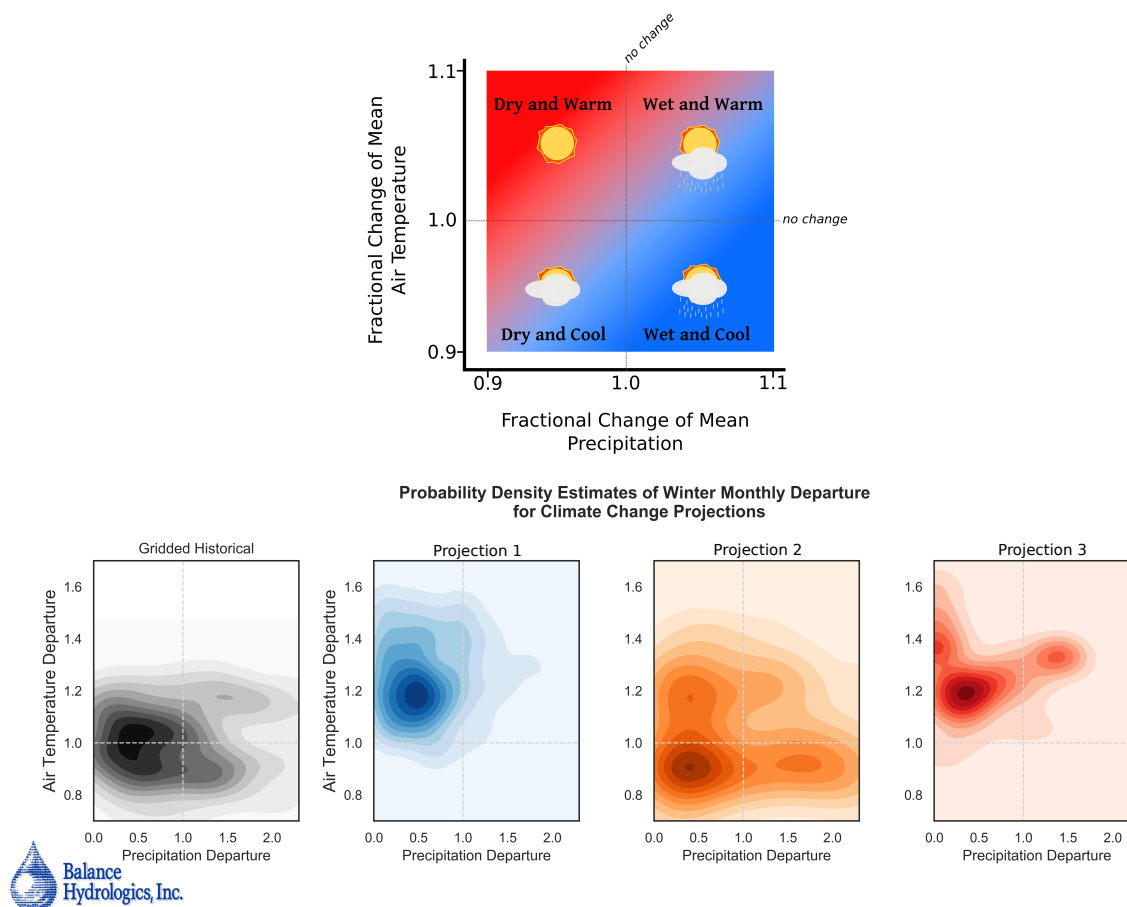 no change
1.1
Dry and Warm
Wet and Warm
Fractional Change of Mean
Air Temperature
1.0
no change
Dry and Cool
Wet and Cool
0.9
0.9
1.0
1.1
Fractional Change of Mean
Precipitation
Probability Density Estimates of Winter Monthly Departure
for Climate Change Projections
Gridded Historical
Air Temperature Departure
1.6
1.4
1.2
1.0
0.8
0.0 0.5 1.0 1.5 2.0
Precipitation Departure
Projection 1
Air Temperature Departure
1.6
1.4
1.2
1.0
0.8
0.0 0.5 1.0 1.5 2.0
Precipitation Departure
Projection 2
1.6
1.4
1.2
1.0
0.8
0.0 0.5 1.0 1.5 2.0
Precipitation Departure
Projection 3
1.6
1.4
1.2
1.0
0.8
0.0 0.5 1.0 1.5 2.0
Precipitation Departure
Balance
Hydrologics, Inc.